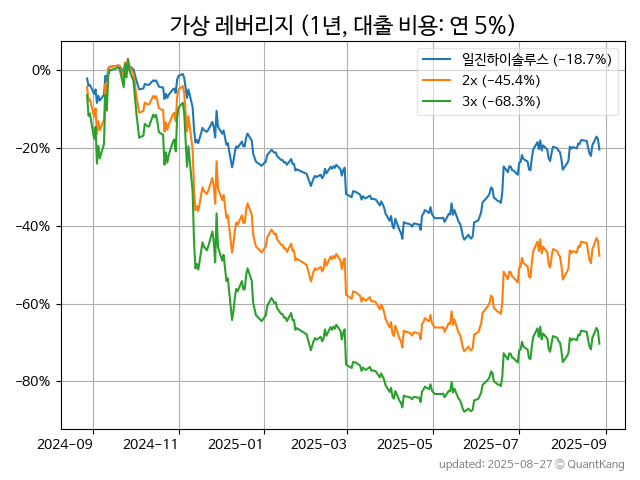 가상 레버리지 (1년, 대출 비용: 연 5%)
일진하이솔루스 (−18.7%)
2x (−45.4%)
3x (−68.3%)
0%
−20%
−40%
−60%
−80%
2024-09 2024-11 2025-01 2025-03 2025-05 2025-07 2025-09
updated: 2025-08-27 © QuantKang